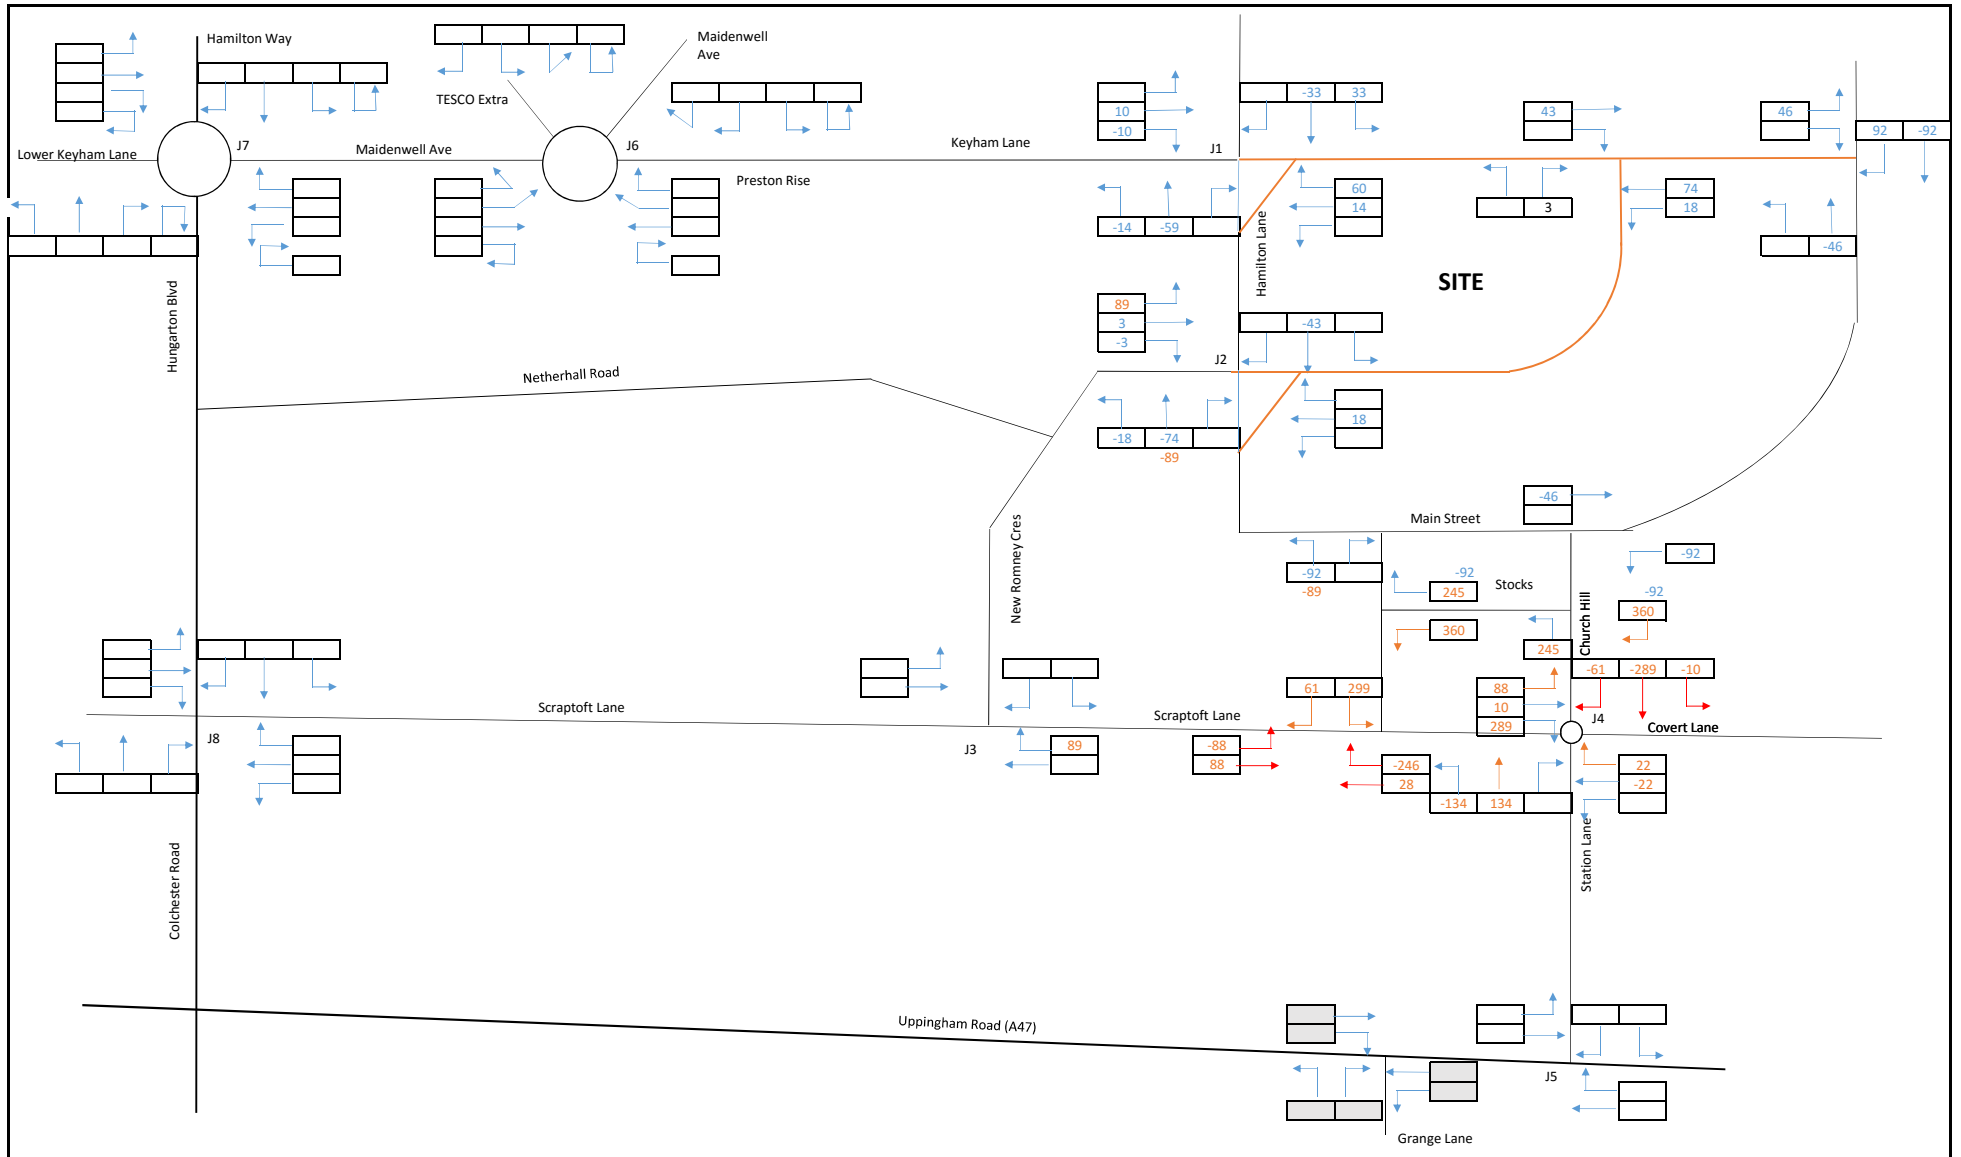 Hamilton Way
Maidenwell
Ave
TESCO Extra
J7
J6
Lower Keyham Lane
Maidenwell Ave
Preston Rise
Keyham Lane
J1
10
-10
-33 33
43
46
92 -92
-14 -59
60
14
3
74
18
-46
Hamilton Lane
SITE
Hungarton Blvd
89
3
-3
-43
J2
Netherhall Road
18
-18 -74
-89
-46
Main Street
New Romney Cres
-92
-89
-92
245
Stocks
-92
-92
360
360
245
Church Hill
-61 -289 -10
61 299
88
10
289
Scraptoft Lane
Scraptoft Lane
J4
Covert Lane
J8
J3
89
-88
88
-246
28
-134 134
22
-22
Station Lane
Colchester Road
Uppingham Road (A47)
J5
Grange Lane